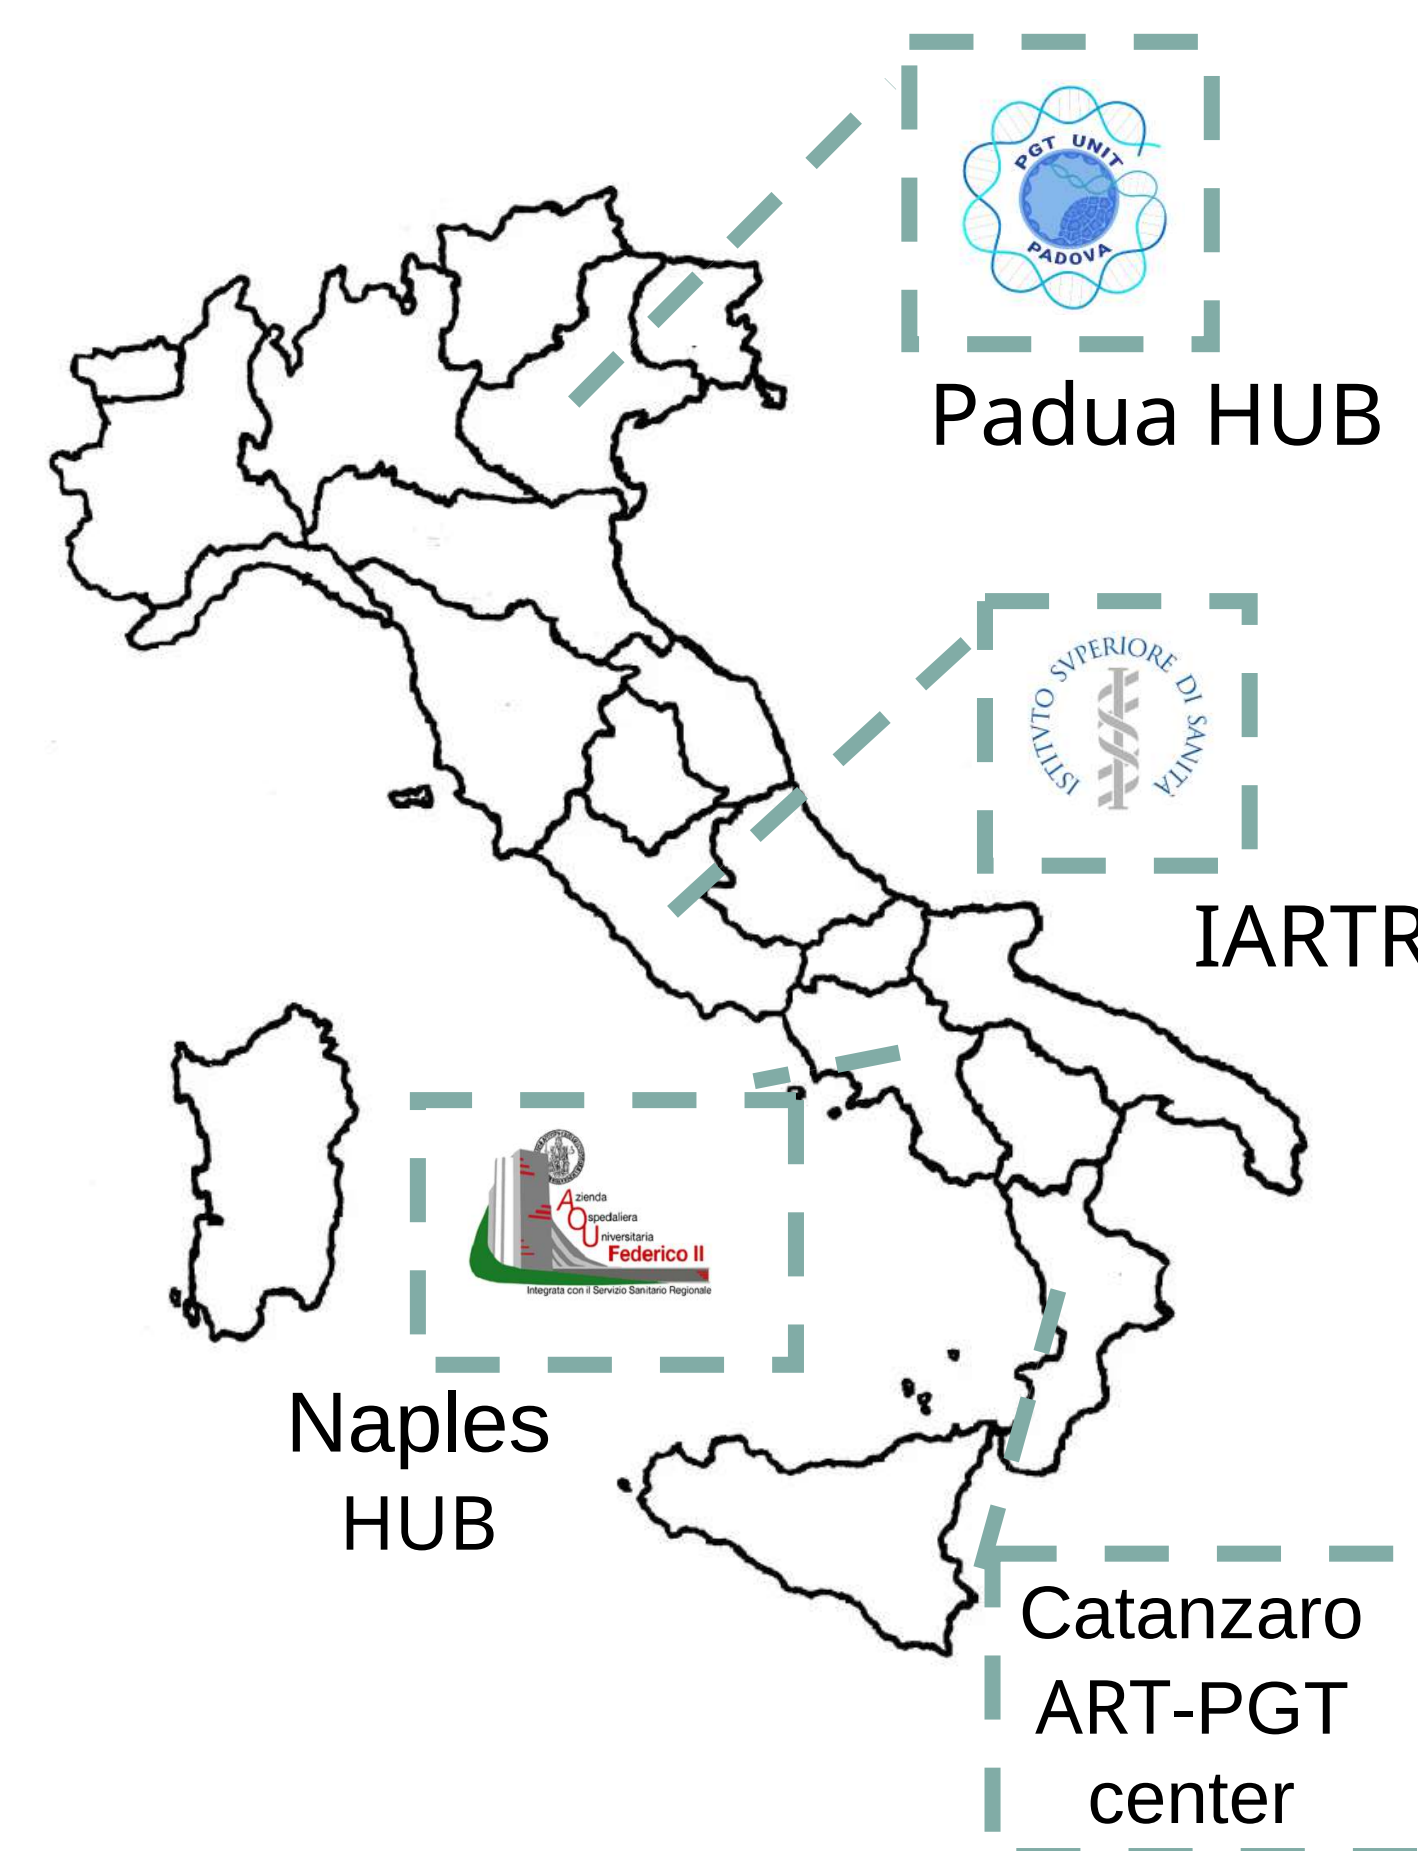 PGT UNIT
PADOVA
Padua HUB
ISTITVTO SVPERIORE DI SANITÀ
IARTR
Azienda
Ospedaliera
Universitaria
Federico II
Integrata con il Servizio Sanitario Regionale
Naples
HUB
Catanzaro
ART-PGT
center